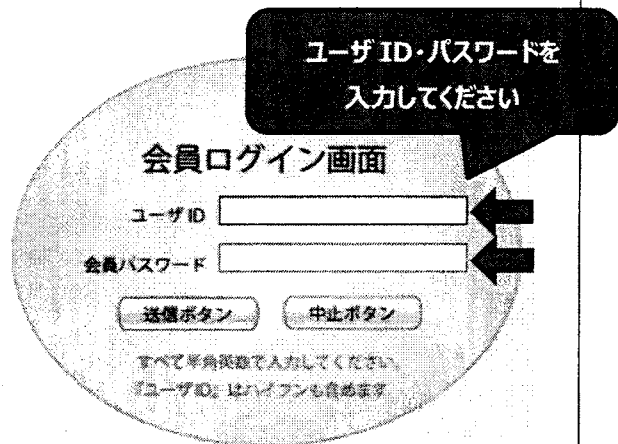 ユーザ ID・パスワードを
入力してください
会員ログイン画面
ユーザ ID
会員パスワード
送信ボタン
中止ボタン
すべて半角英数で入力してください。
『ユーザID』はハイフンも含めます